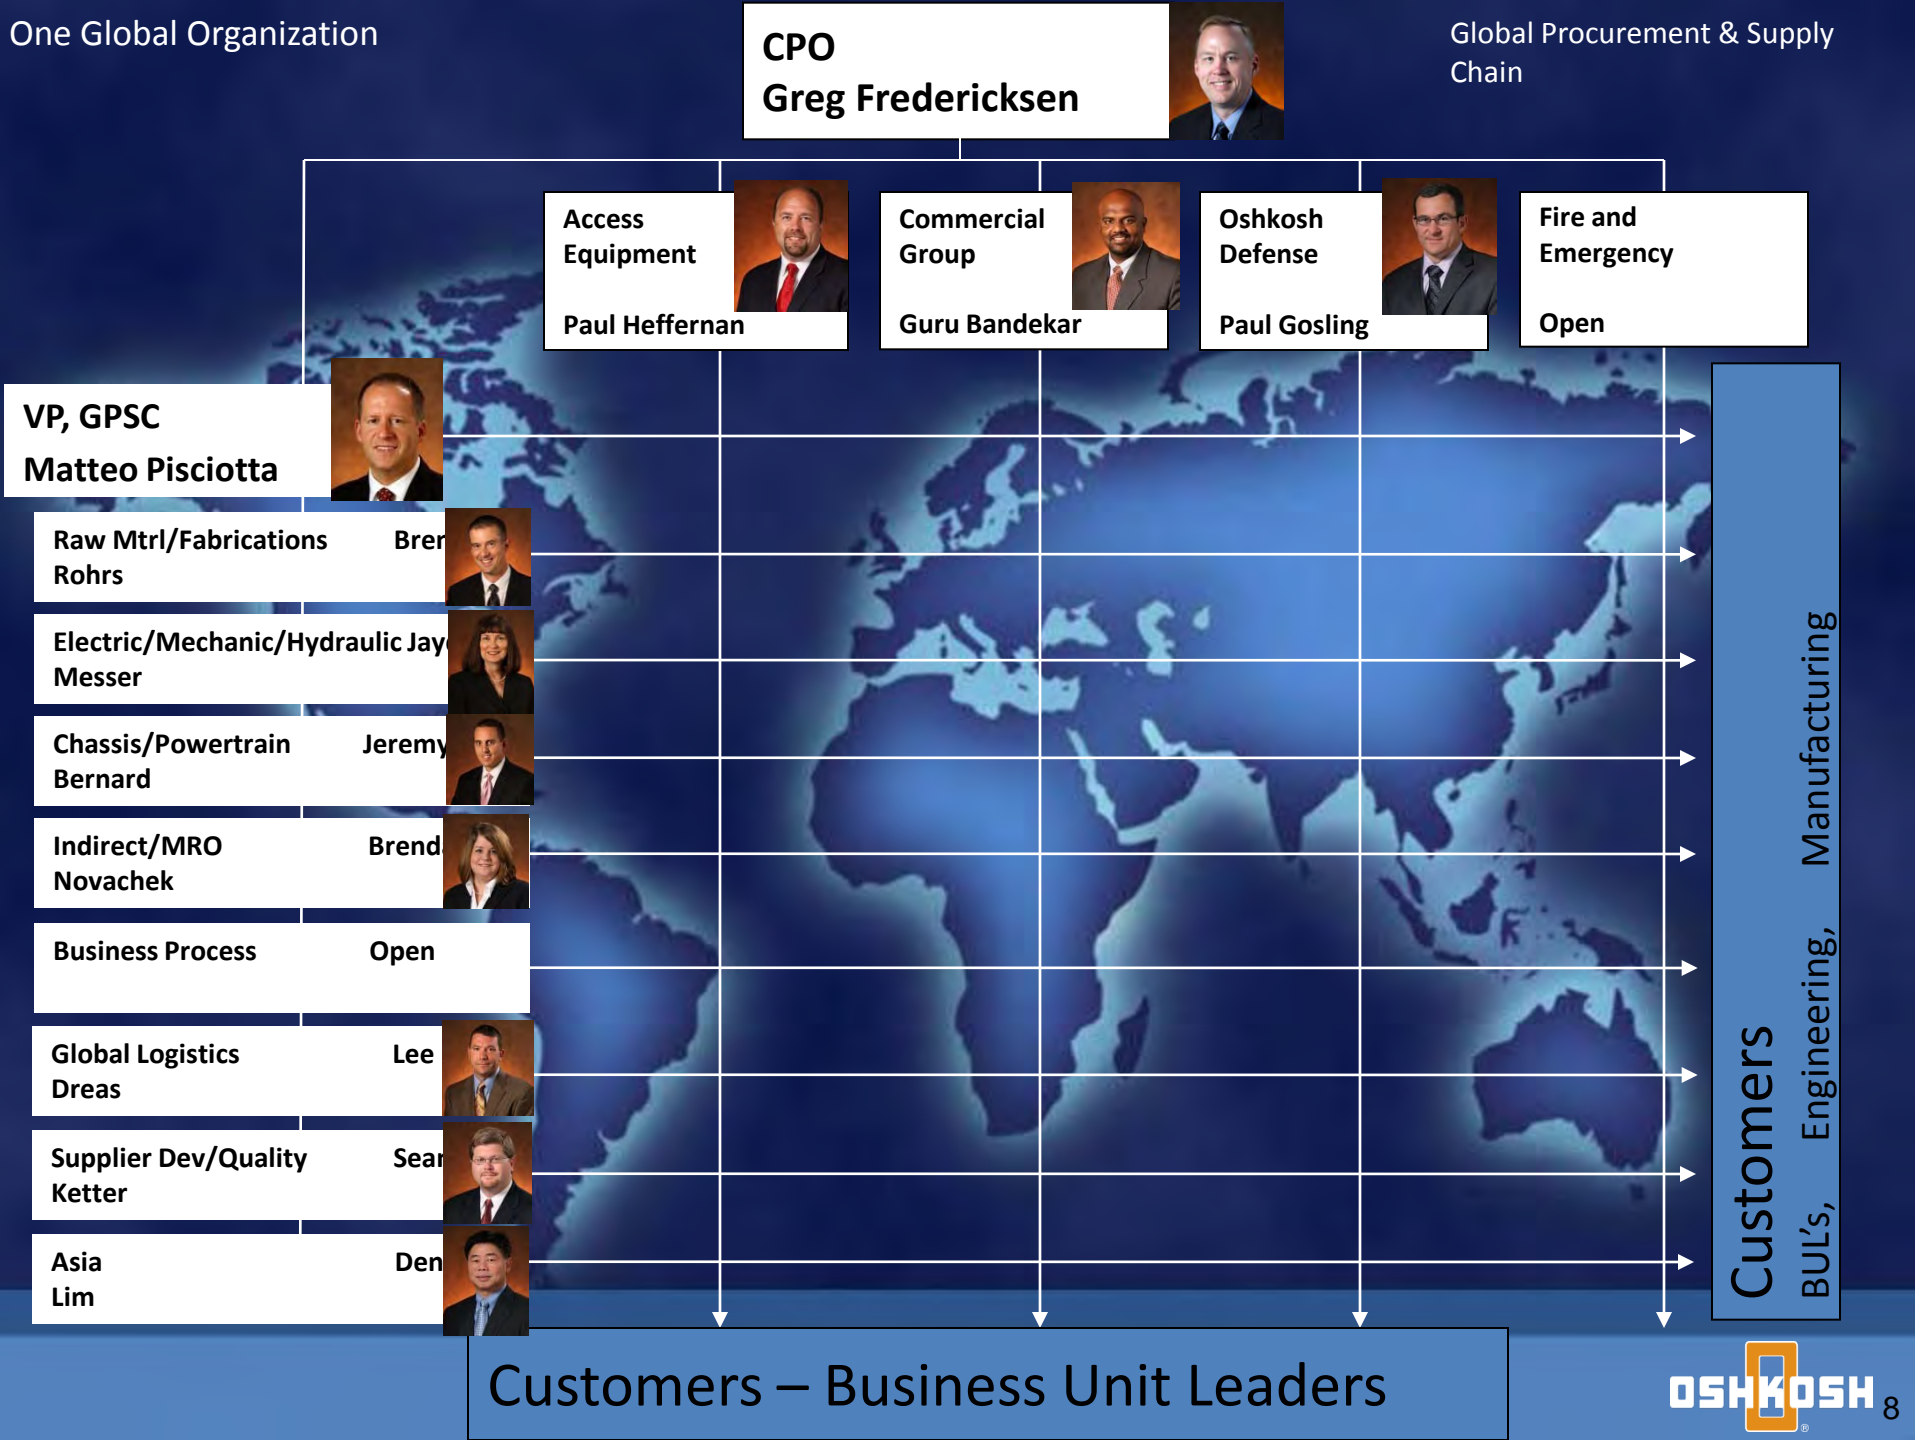 One Global Organization
Global Procurement & Supply
Chain
CPO
Greg Fredericksen
Access
Equipment
Paul Heffernan
Commercial
Group
Guru Bandekar
Oshkosh
Defense
Paul Gosling
Fire and
Emergency
Open
VP, GPSC
Matteo Pisciotta
Raw Mtrl/Fabrications
Rohrs
Electric/Mechanic/Hydraulic
Messer
Chassis/Powertrain Jeremy
Bernard
Indirect/MRO
Novachek
Business Process Open
Global Logistics Lee
Dreas
Supplier Dev/Quality
Ketter
Asia
Lim
Customers
BUL's, Engineering, Manufacturing
Customers – Business Unit Leaders
OSHKOSH
8